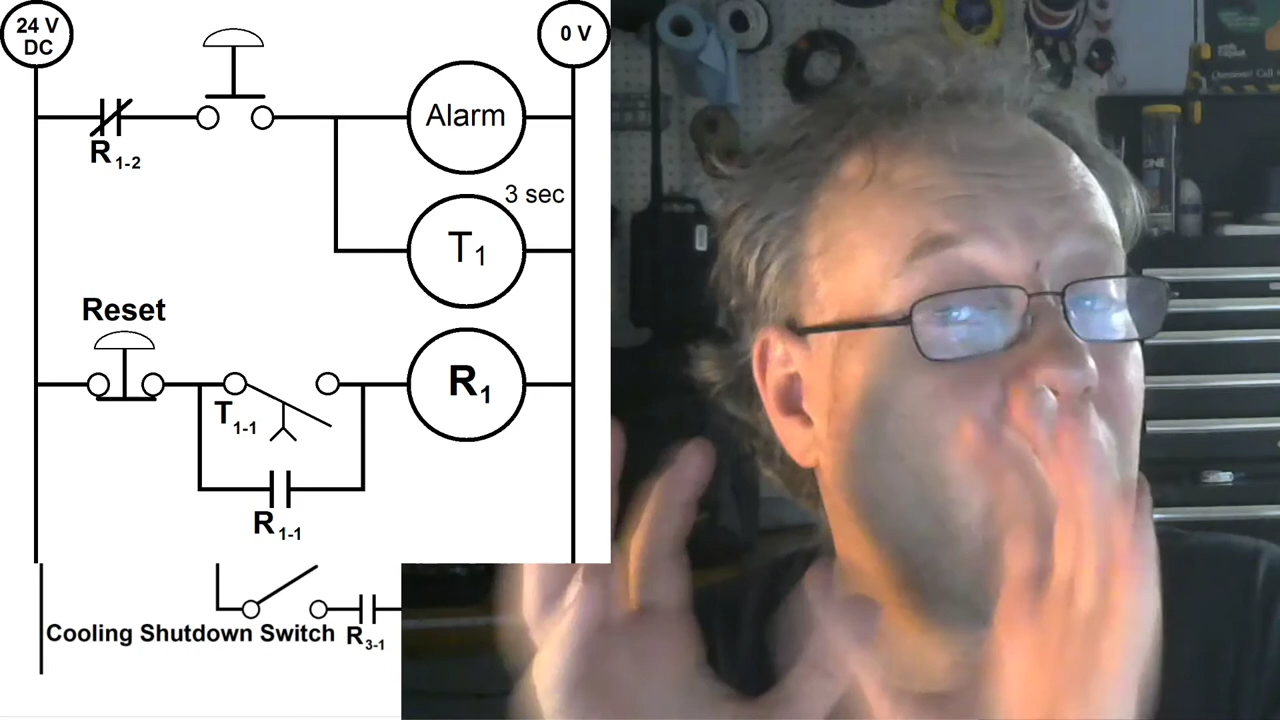 24 V
DC
0 V
Alarm
R1-2
3 sec
T1
Reset
T1-1
R1
R1-1
Cooling Shutdown Switch
R3-1